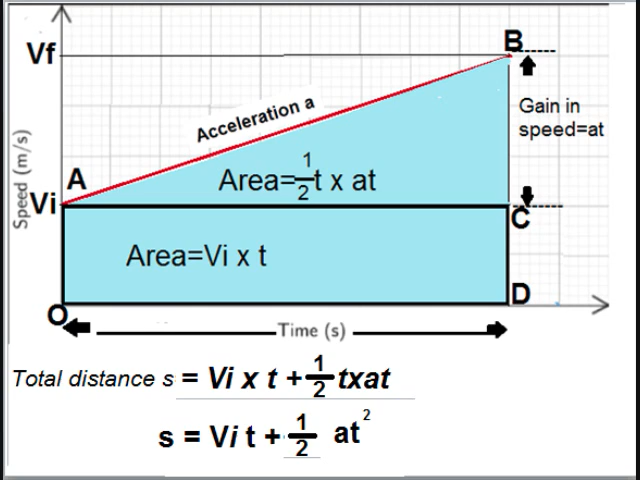 Vf
B
Acceleration a
Gain in
speed=at
Speed (m/s)
A
Area=1/2t x at
Vi
C
Area=Vi x t
D
O
Time (s)
Total distance s = Vi x t + 1/2 txat
s = Vi t + 1/2 at²